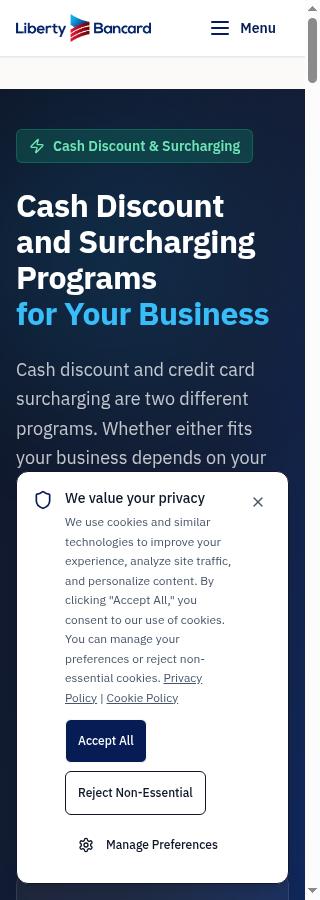 Liberty Bancard
Menu
Cash Discount & Surcharging
Cash Discount
and Surcharging
Programs
for Your Business
Cash discount and credit card
surcharging are two different
programs. Whether either fits
your business depends on your
We value your privacy
We use cookies and similar
technologies to improve your
experience, analyze site traffic,
and personalize content. By
clicking "Accept All," you
consent to our use of cookies.
You can manage your
preferences or reject non-
essential cookies. Privacy
Policy | Cookie Policy
Accept All
Reject Non-Essential
Manage Preferences